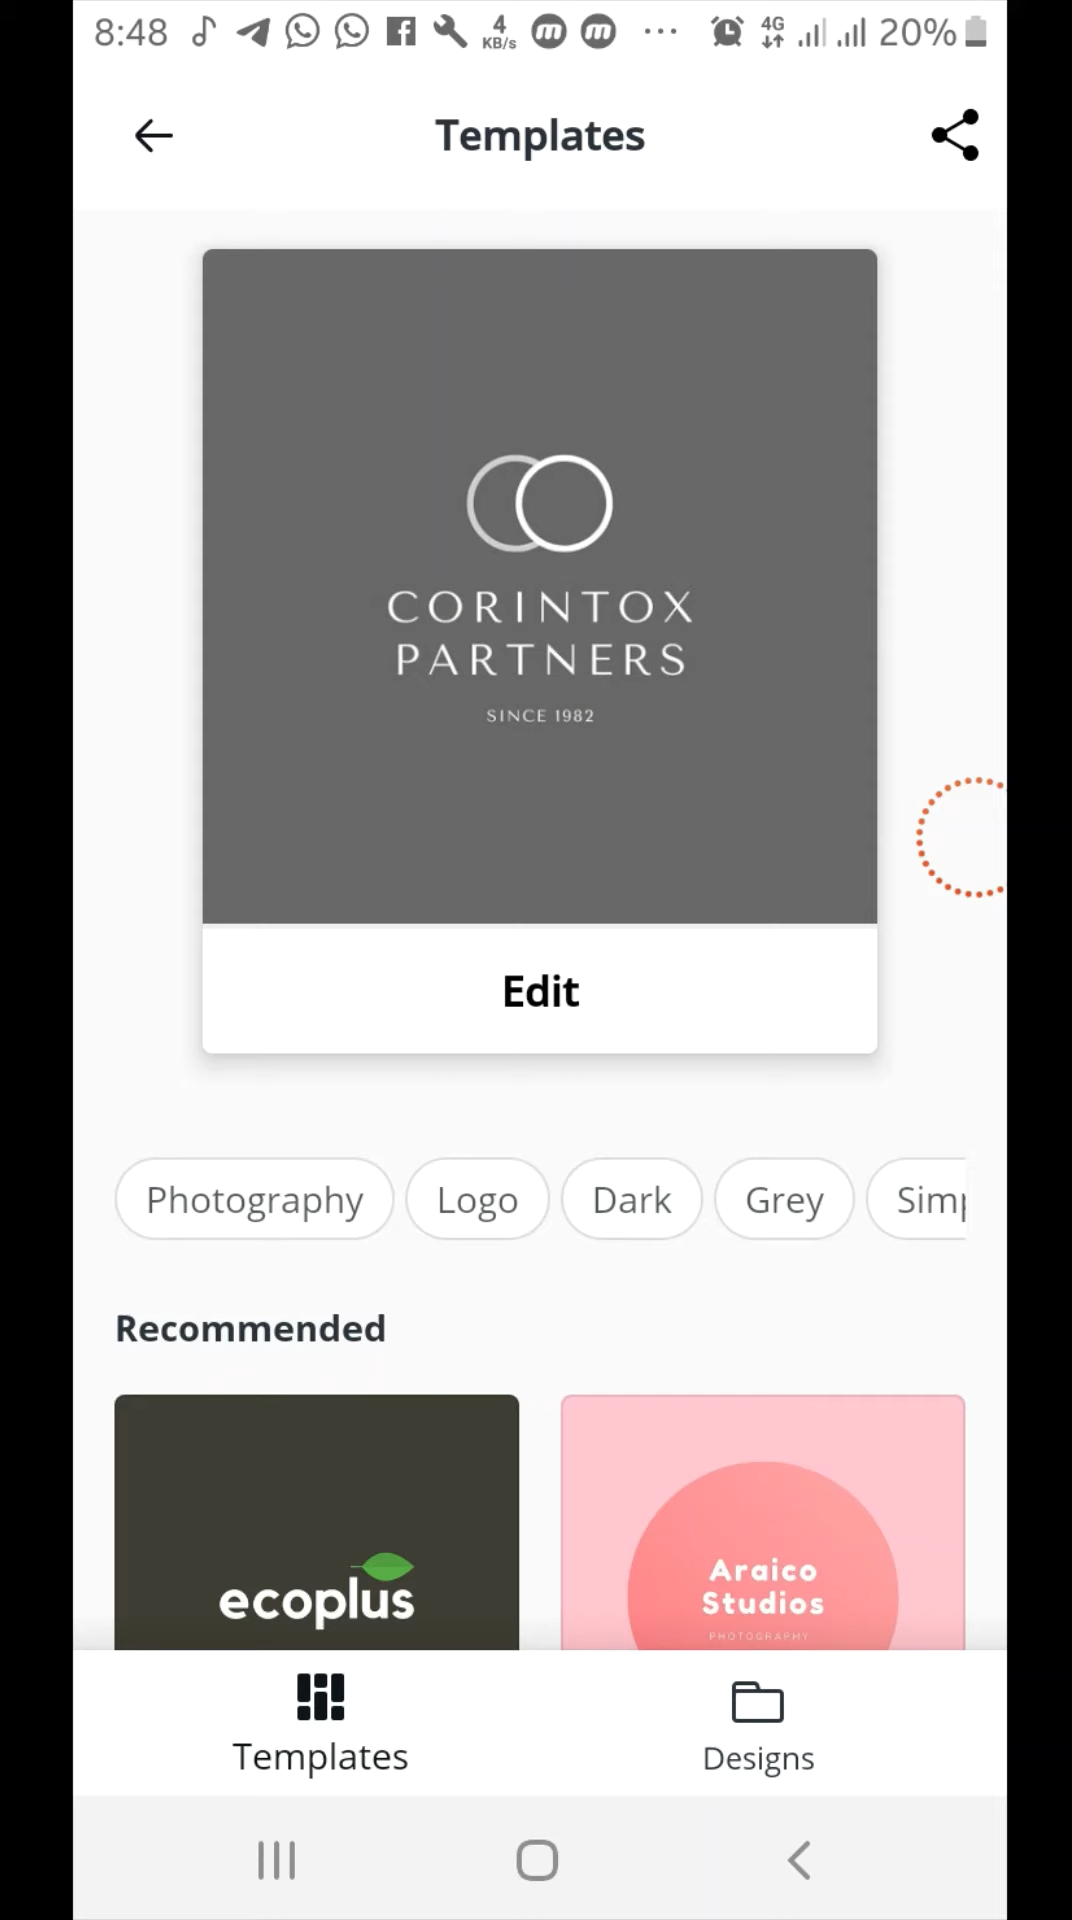 8:48 4 KB/s 4G 20%
Templates
CORINTOX
PARTNERS
SINCE 1982
Edit
Photography Logo Dark Grey Simp
Recommended
ecoplus
Araico
Studios
PHOTOGRAPHY
Templates Designs